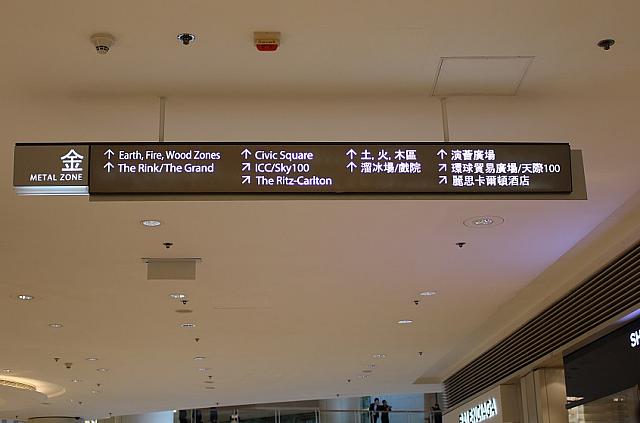 金
METAL ZONE
↑ Earth, Fire, Wood Zones
↑ The Rink/The Grand
↑ Civic Square
↗ ICC/Sky100
↗ The Ritz-Carlton
↑ 土, 火, 木區
↑ 溜冰場/戲院
↑ 演薈廣場
↗ 環球貿易廣場/天際100
↗ 麗思卡爾頓酒店